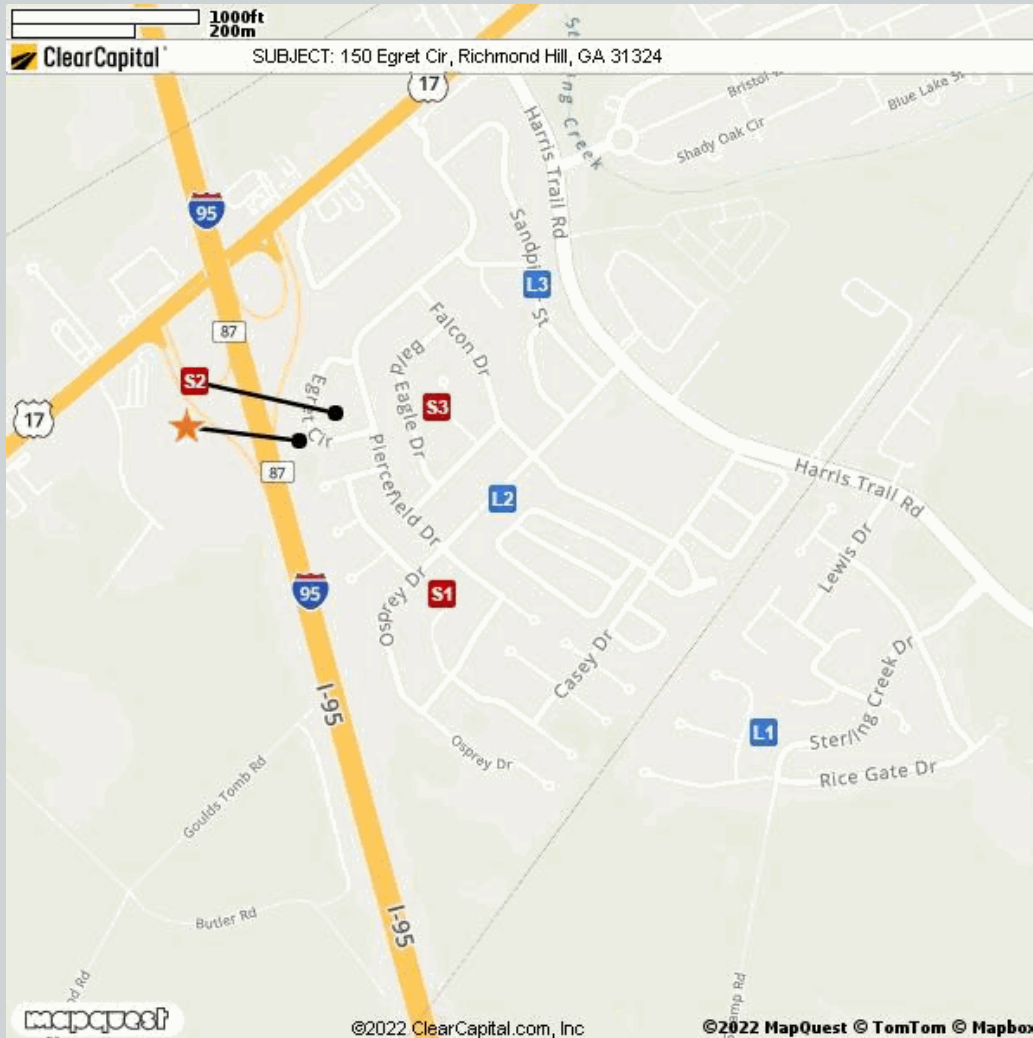 1000ft
200m
ClearCapital
SUBJECT: 150 Egret Cir, Richmond Hill, GA 31324
17
Bristol
Blue Lake St
Shady Oak Cir
Creek
Harris Trail Rd
95
Sandpi
St
L3
87
Falcon Dr
S2
Bald Eagle Dr
S3
Egret Cir
17
87
Piercefield Dr
L2
Harris Trail Rd
Lewis Dr
95
S1
Osprey Dr
Casey Dr
I-95
L1
Sterling Creek Dr
Osprey Dr
Rice Gate Dr
Goulds Tomb Rd
Butler Rd
I-95
Rd
Rd
mapquest
©2022 ClearCapital.com, Inc
©2022 MapQuest © TomTom © Mapbox